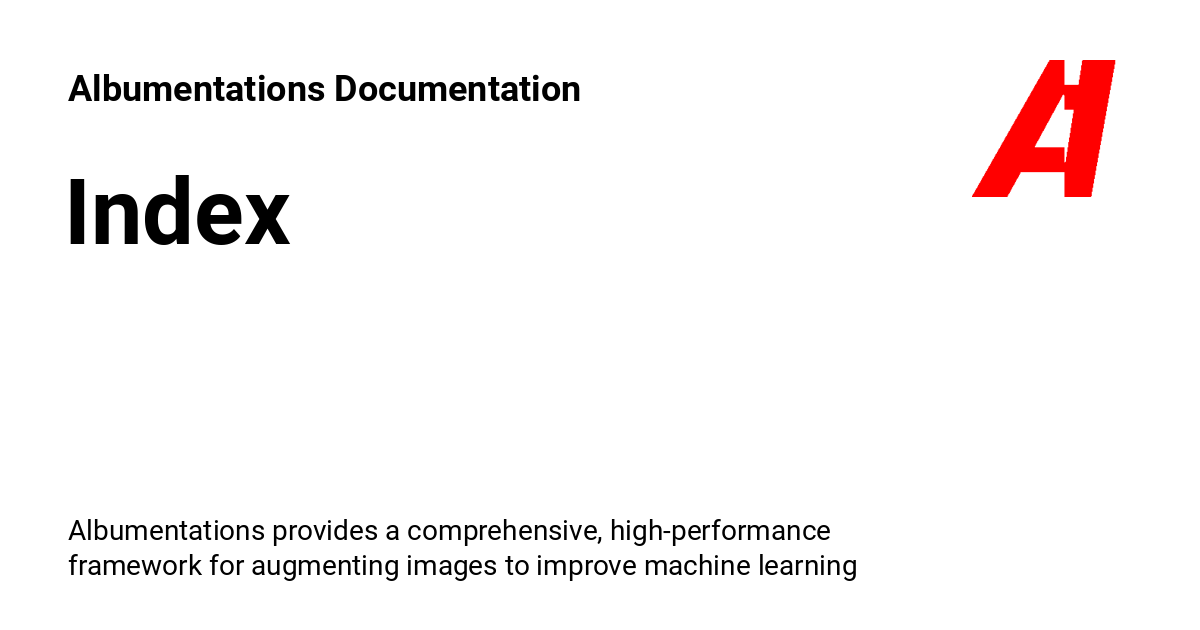 Albumentations Documentation
Index
Albumentations provides a comprehensive, high-performance
framework for augmenting images to improve machine learning